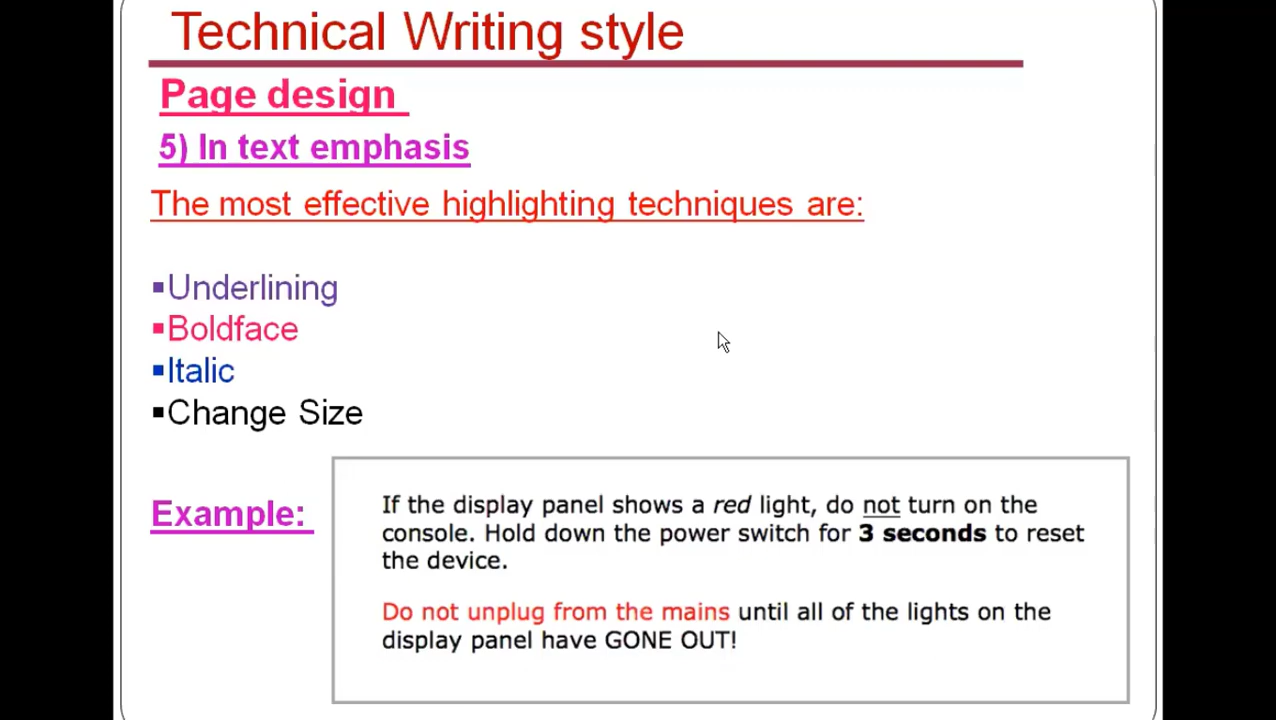 Technical Writing style
Page design
5) In text emphasis
The most effective highlighting techniques are:
▪Underlining
▪Boldface
▪Italic
▪Change Size
Example:
If the display panel shows a red light, do not turn on the
console. Hold down the power switch for 3 seconds to reset
the device.
Do not unplug from the mains until all of the lights on the
display panel have GONE OUT!